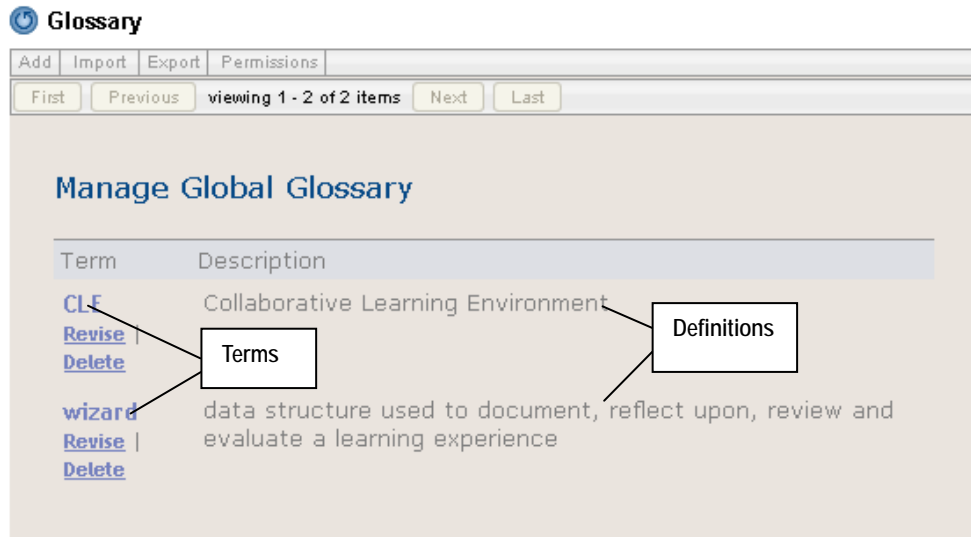 Glossary
Add Import Export Permissions
First Previous viewing 1 - 2 of 2 items Next Last
Manage Global Glossary
Term Description
CLE Collaborative Learning Environment
Revise |
Delete
Terms
Definitions
wizard data structure used to document, reflect upon, review and
Revise | evaluate a learning experience
Delete